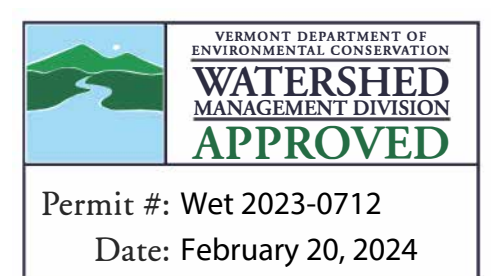 VERMONT DEPARTMENT OF
ENVIRONMENTAL CONSERVATION
WATERSHED
MANAGEMENT DIVISION
APPROVED
Permit #: Wet 2023-0712
Date: February 20, 2024